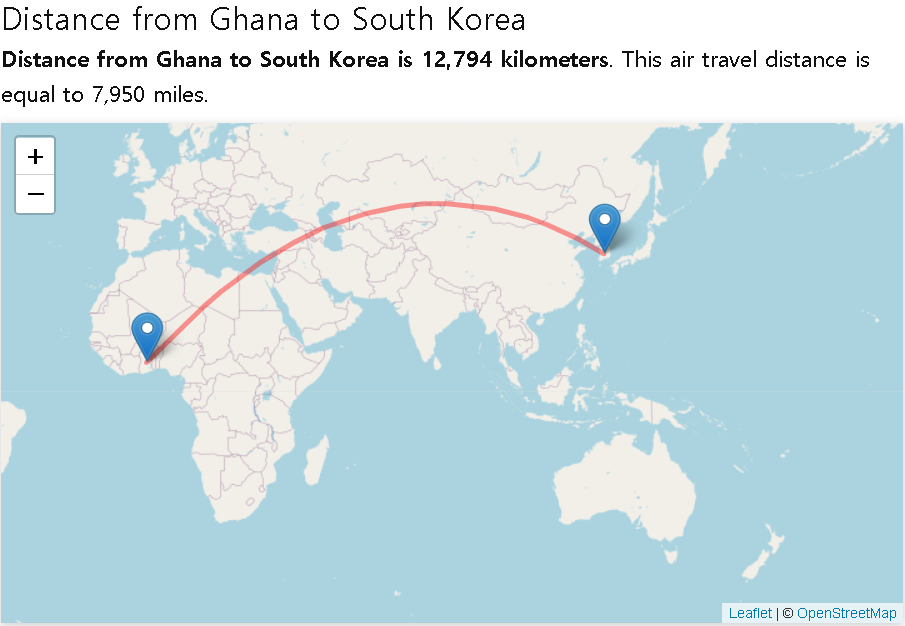 Distance from Ghana to South Korea
Distance from Ghana to South Korea is 12,794 kilometers. This air travel distance is
equal to 7,950 miles.
+
−
Leaflet | © OpenStreetMap